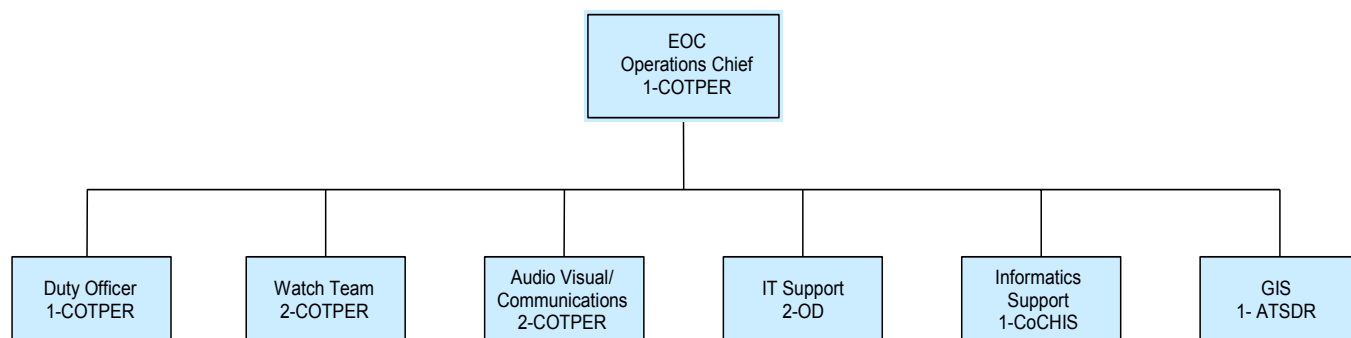 EOC
Operations Chief
1-COTPER
Duty Officer
1-COTPER
Watch Team
2-COTPER
Audio Visual/
Communications
2-COTPER
IT Support
2-OD
Informatics
Support
1-CoCHIS
GIS
1- ATSDR